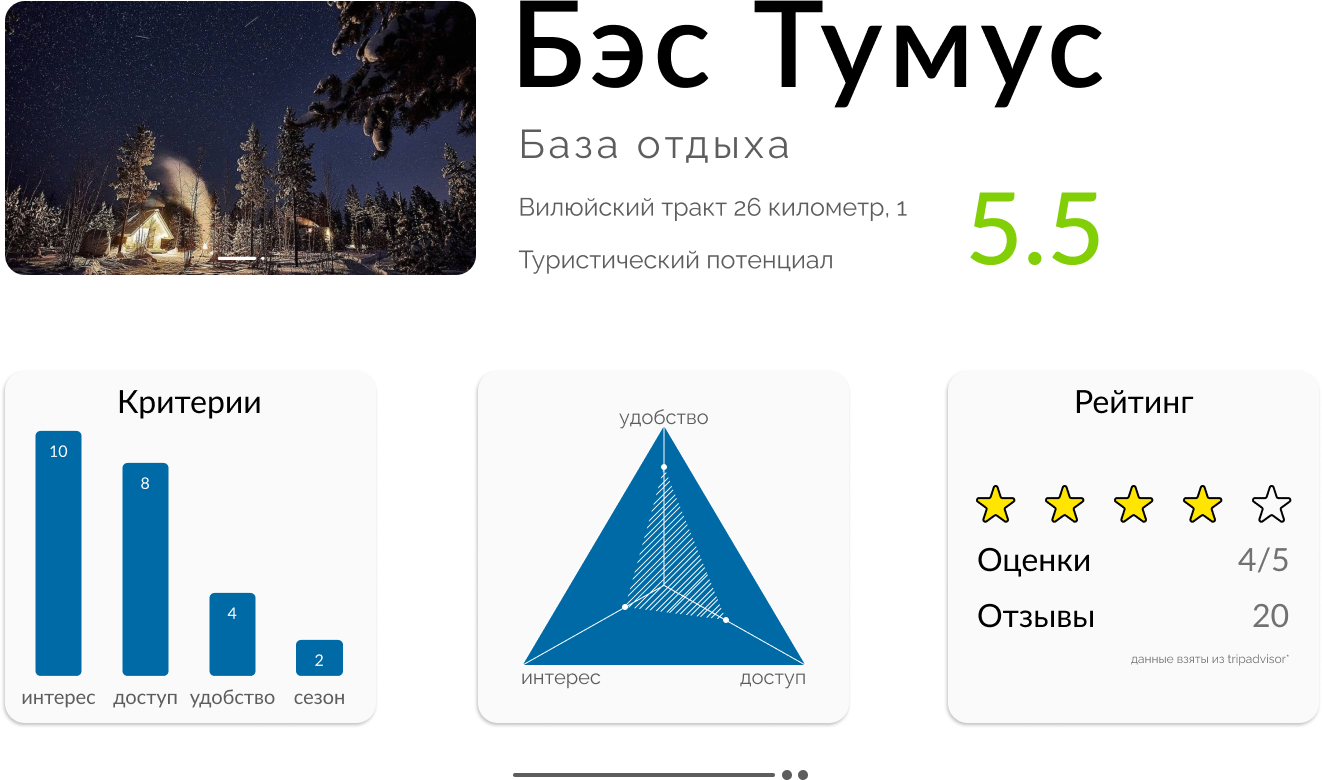 Бэс Тумус
База отдыха
Вилюйский тракт 26 километр, 1
Туристический потенциал
5.5
Критерии
10
8
4
2
интерес доступ удобство сезон
удобство
интерес доступ
Рейтинг
Оценки 4/5
Отзывы 20
данные взяты из tripadvisor*